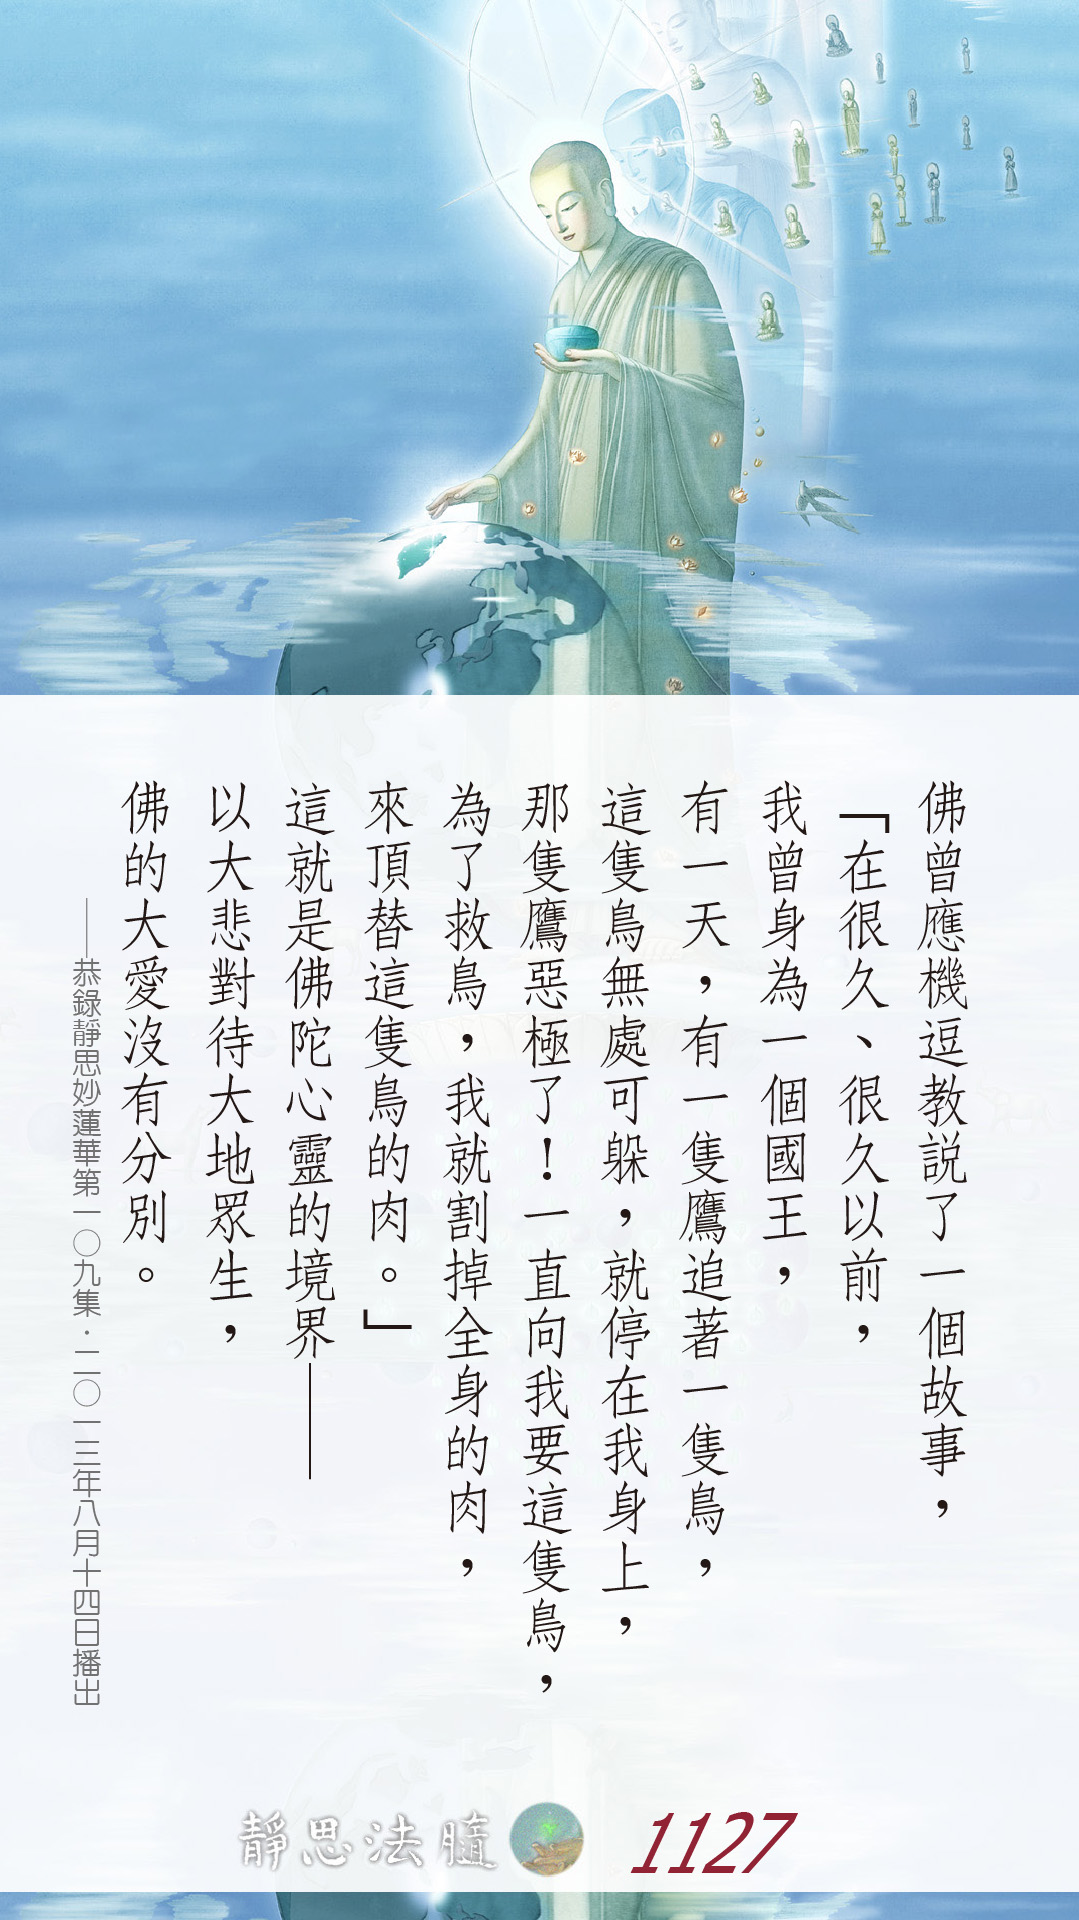 佛曾應機逗教説了一個故事，
「在很久、很久以前，
我曾身為一個國王，
有一天，有一隻鷹追著一隻鳥，
這隻鳥無處可躲，就停在我身上，
那隻鷹惡極了！一直向我要這隻鳥，
為了救鳥，我就割掉全身的肉，
來頂替這隻鳥的肉。」
這就是佛陀心靈的境界——
以大悲對待大地眾生，
佛的大愛沒有分別。
——恭錄靜思妙蓮華第一〇九集．二〇一三年八月十四日播出
靜思法髓
1127